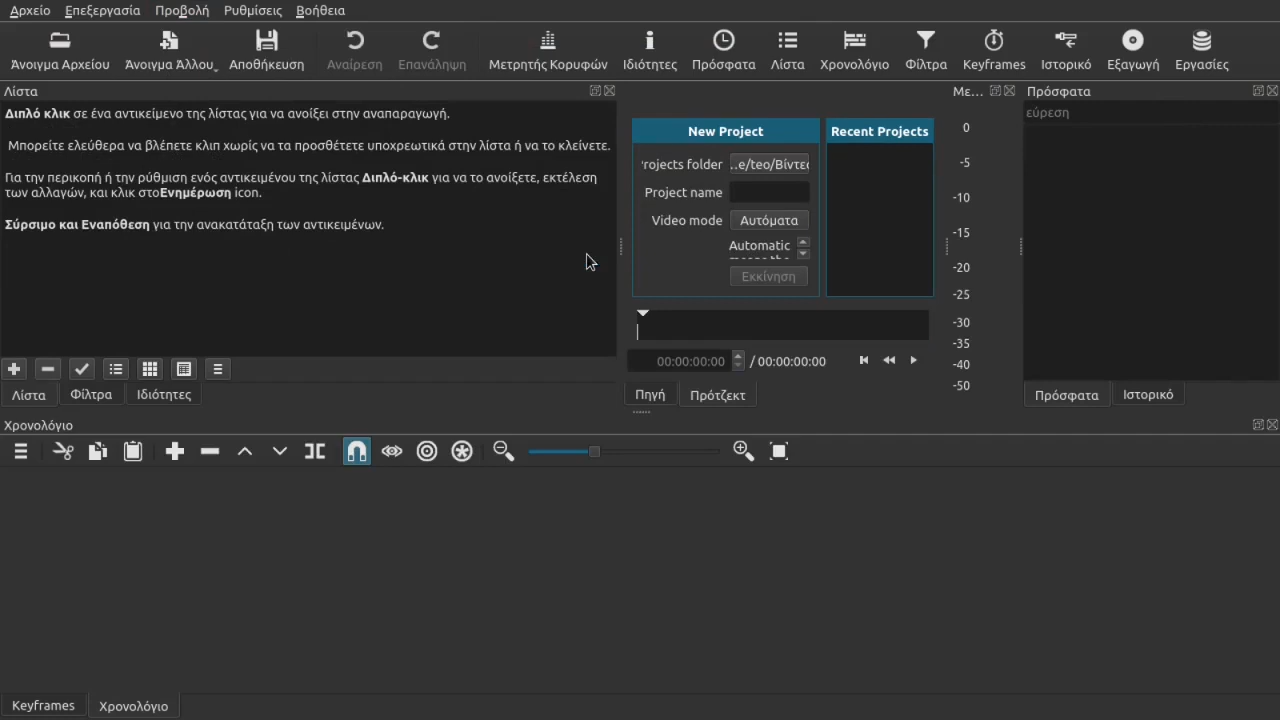 Αρχείο Επεξεργασία Προβολή Ρυθμίσεις Βοήθεια
Άνοιγμα Αρχείου Άνοιγμα Άλλου Αποθήκευση Αναίρεση Επανάληψη Μετρητής Κορυφών Ιδιότητες Πρόσφατα Λίστα Χρονολόγιο Φίλτρα Keyframes Ιστορικό Εξαγωγή Εργασίες
Λίστα
Διπλό κλικ σε ένα αντικείμενο της λίστας για να ανοίξει στην αναπαραγωγή.
Μπορείτε ελεύθερα να βλέπετε κλιπ χωρίς να τα προσθέτετε υποχρεωτικά στην λίστα ή να το κλείνετε.
Για την περικοπή ή την ρύθμιση ενός αντικειμένου της λίστας Διπλό-κλικ για να το ανοίξετε, εκτέλεση
των αλλαγών, και κλικ στοΕνημέρωση icon.
Σύρσιμο και Εναπόθεση για την ανακατάταξη των αντικειμένων.
Λίστα Φίλτρα Ιδιότητες
New Project
rojects folder ..e/teo/Βίντεο
Project name
Video mode Αυτόματα
Automatic
Εκκίνηση
Recent Projects
00:00:00:00 / 00:00:00:00
Πηγή Πρότζεκτ
Με...
0
-5
-10
-15
-20
-25
-30
-35
-40
-50
Πρόσφατα
εύρεση
Πρόσφατα Ιστορικό
Χρονολόγιο
Keyframes Χρονολόγιο